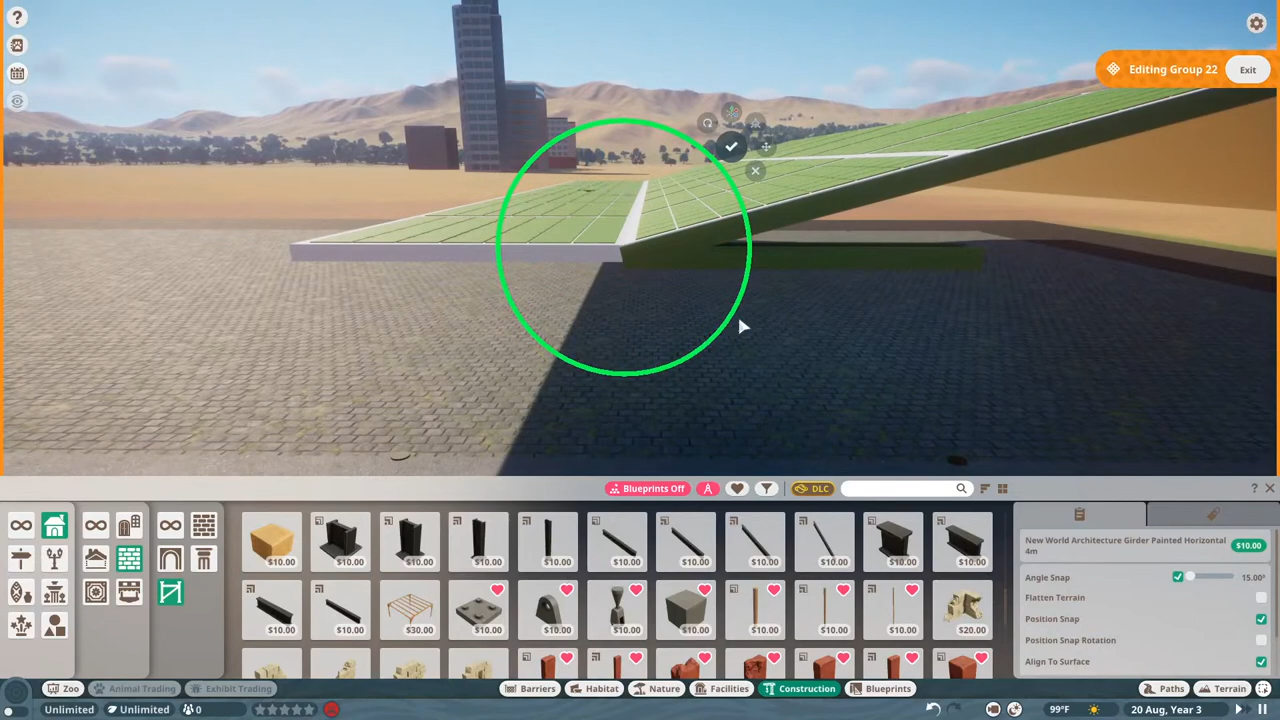 ?
Editing Group 22
Exit
Blueprints Off
DLC
?
$10.00
$10.00
$10.00
$10.00
$10.00
$10.00
$10.00
$10.00
$10.00
$10.00
$10.00
$10.00
$10.00
$30.00
$10.00
$10.00
$10.00
$10.00
$10.00
$10.00
$10.00
$20.00
New World Architecture Girder Painted Horizontal
4m
$10.00
Angle Snap
15.00°
Flatten Terrain
Position Snap
Position Snap Rotation
Align To Surface
Zoo
Animal Trading
Exhibit Trading
Barriers
Habitat
Nature
Facilities
Construction
Blueprints
Paths
Terrain
Unlimited
Unlimited
0
99°F
20 Aug, Year 3